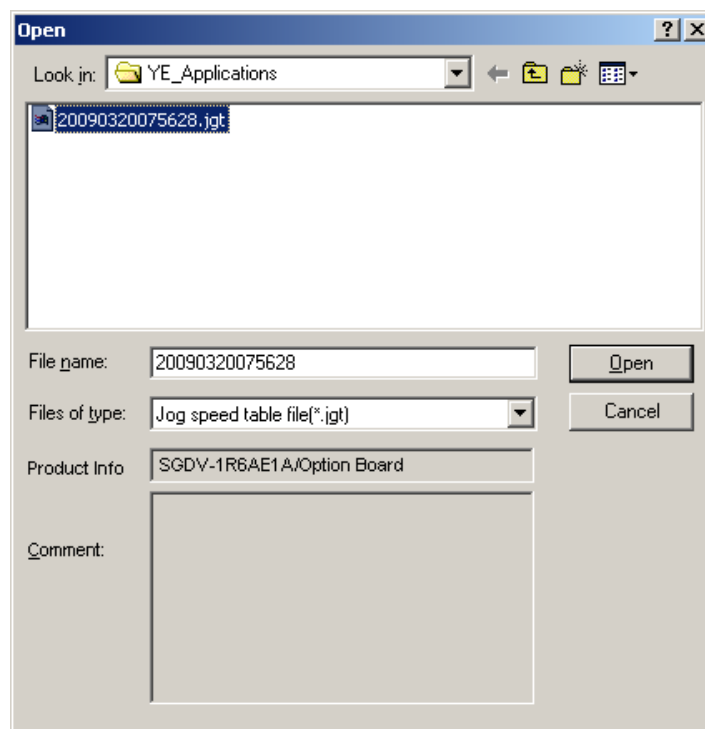 Open
Look in: YE_Applications
20090320075628.jgt
File name: 20090320075628 Open
Files of type: Jog speed table file(*.jgt) Cancel
Product Info SGDV-1R6AE1A/Option Board
Comment: